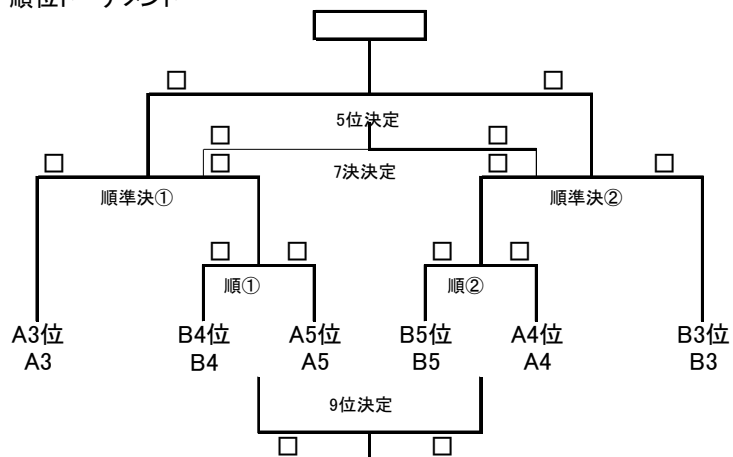 順位トーナメント
5位決定
7決決定
順準決①
順準決②
順①
順②
A3位
B4位
A5位
B5位
A4位
B3位
A3
B4
A5
B5
A4
B3
9位決定